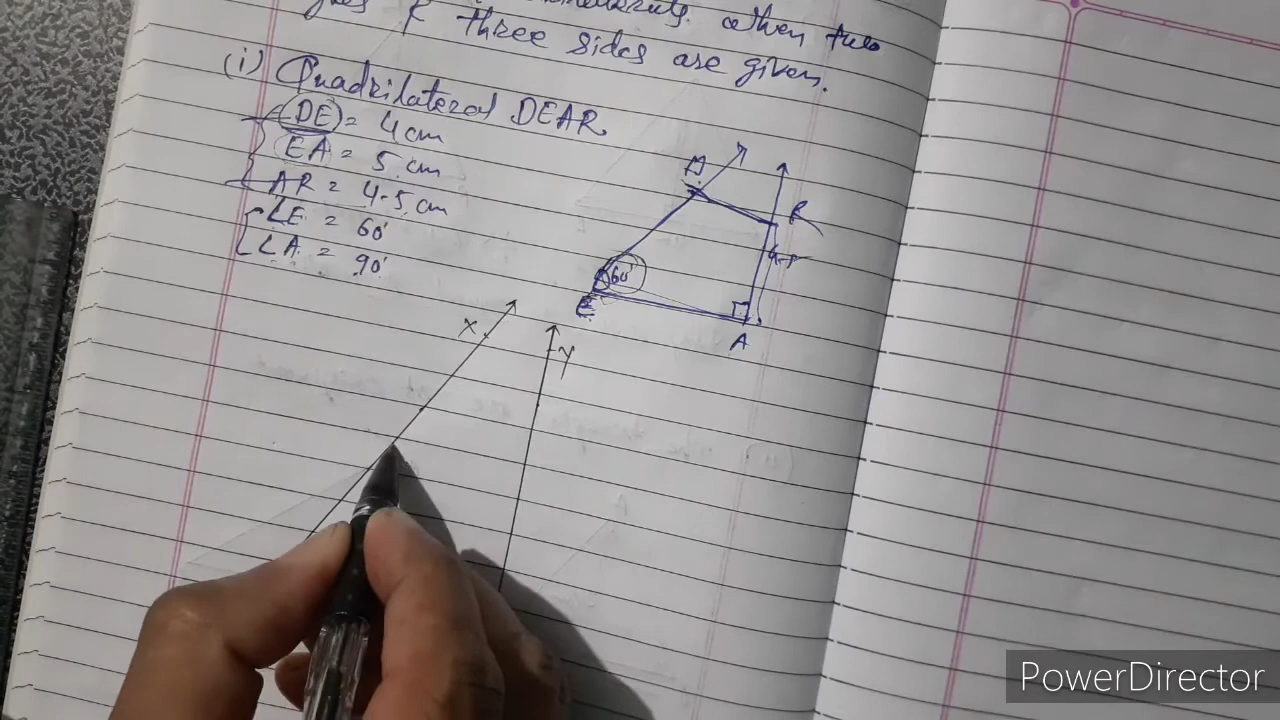 three sides are given.
(i) Quadrilateral DEAR
DE = 4 cm
EA = 5 cm
AR = 4.5 cm
∠E = 60°
∠A = 90°
D
R
4.5
60°
E
A
X
Y
PowerDirector